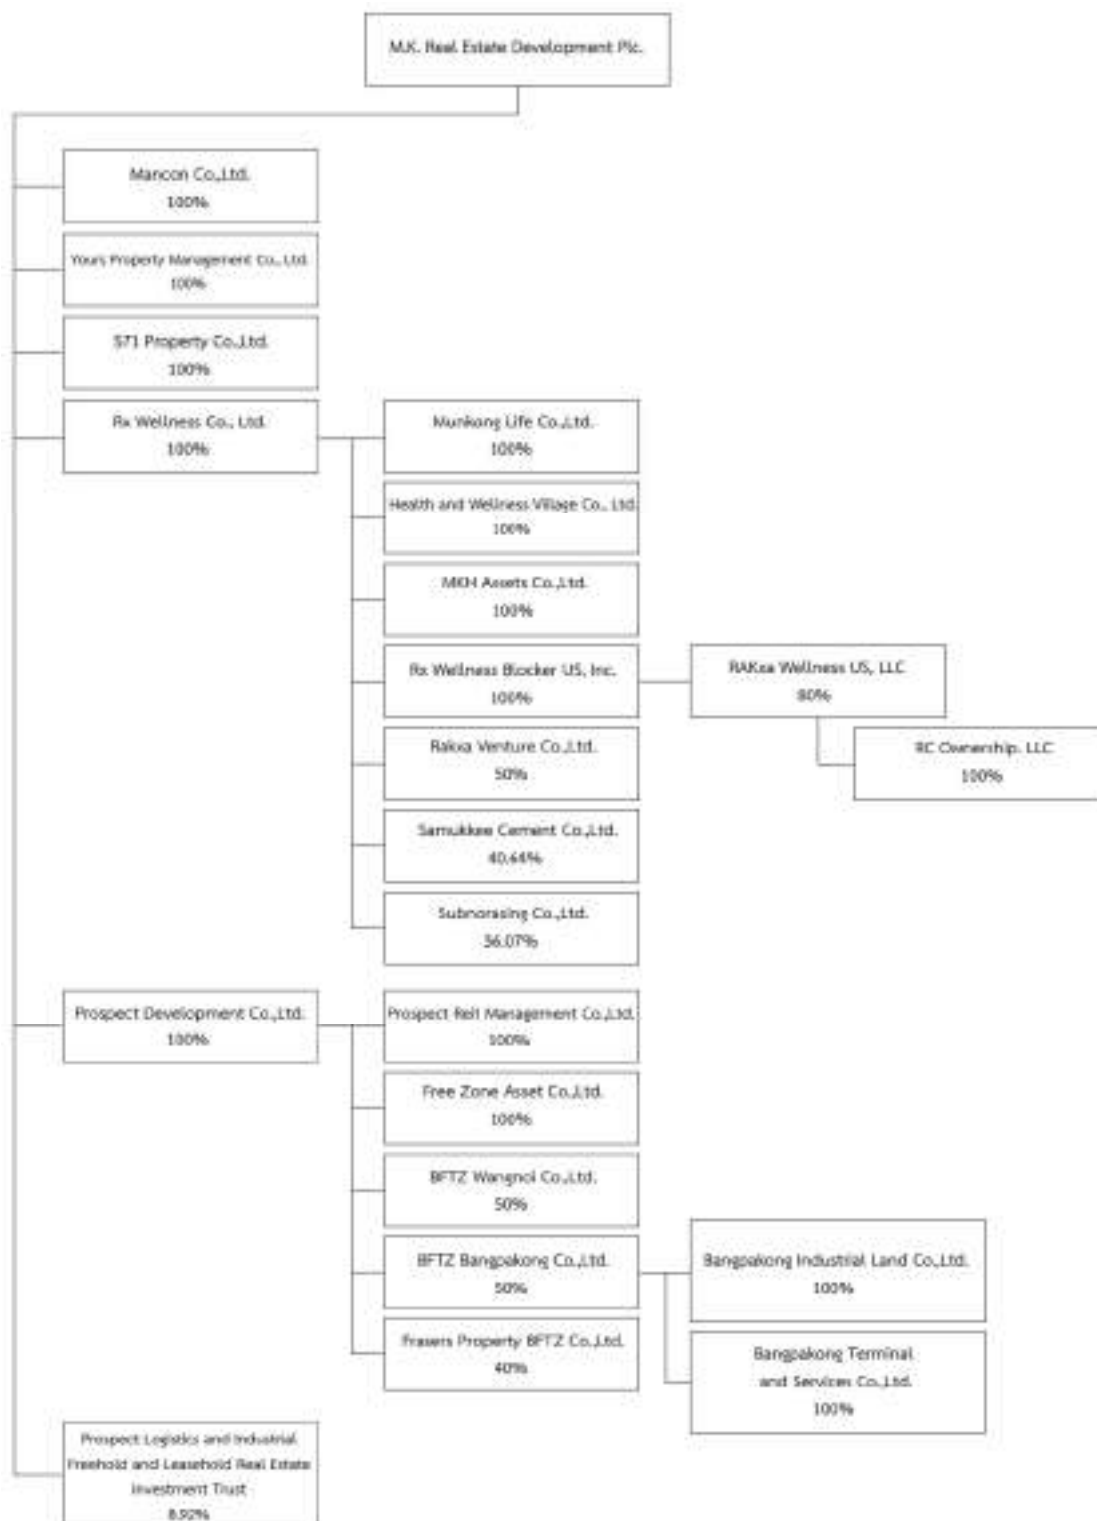 M.K. Real Estate Development Plc.
Mancon Co.,Ltd.
100%
Yours Property Management Co., Ltd.
100%
S71 Property Co.,Ltd.
100%
Rx Wellness Co., Ltd.
100%
Munkong Life Co.,Ltd.
100%
Health and Wellness Village Co., Ltd.
100%
MKH Assets Co.,Ltd.
100%
Rx Wellness Blocker US, Inc.
100%
RAKxa Wellness US, LLC
80%
RC Ownership, LLC
100%
Rakxa Venture Co.,Ltd.
50%
Samukkee Cement Co.,Ltd.
40.64%
Subnorasing Co.,Ltd.
36.07%
Prospect Development Co.,Ltd.
100%
Prospect Reit Management Co.,Ltd.
100%
Free Zone Asset Co.,Ltd.
100%
BFTZ Wangnoi Co.,Ltd.
50%
BFTZ Bangpakong Co.,Ltd.
50%
Bangpakong Industrial Land Co.,Ltd.
100%
Bangpakong Terminal
and Services Co.,Ltd.
100%
Frasers Property BFTZ Co.,Ltd.
40%
Prospect Logistics and Industrial
Freehold and Leasehold Real Estate
Investment Trust
8.92%